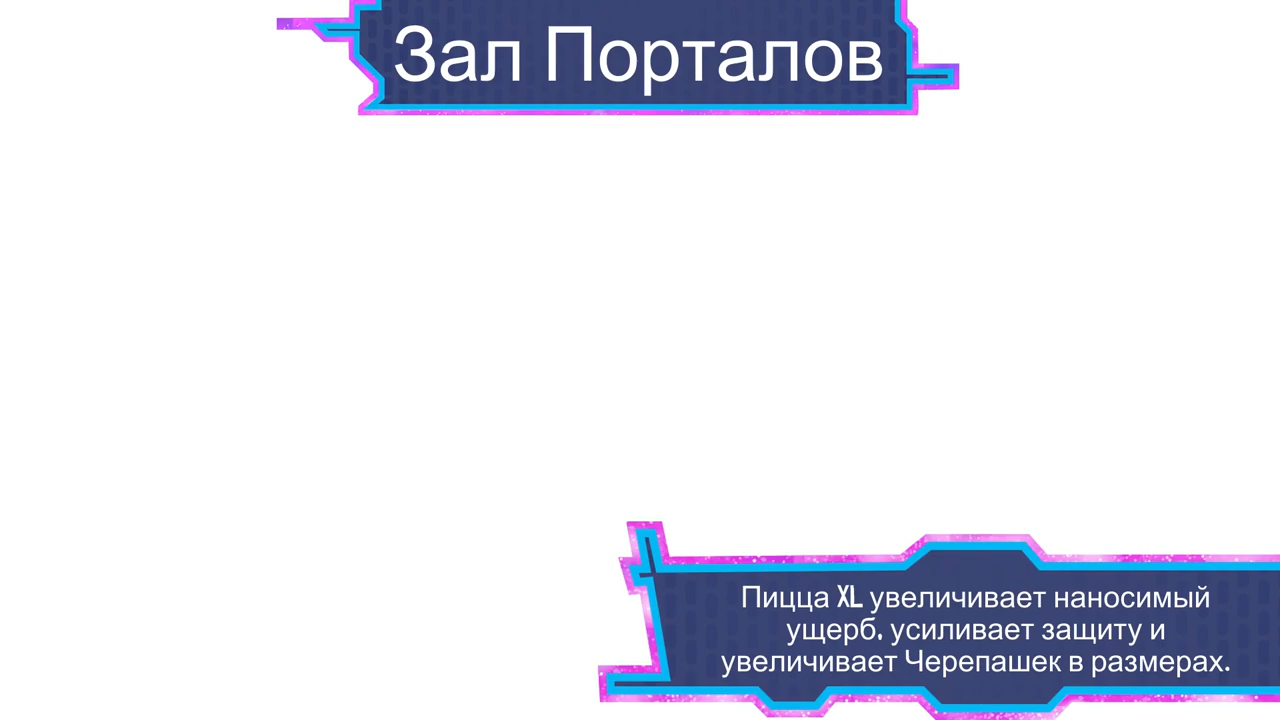 Зал Порталов
Пицца XL увеличивает наносимый
ущерб, усиливает защиту и
увеличивает Черепашек в размерах.